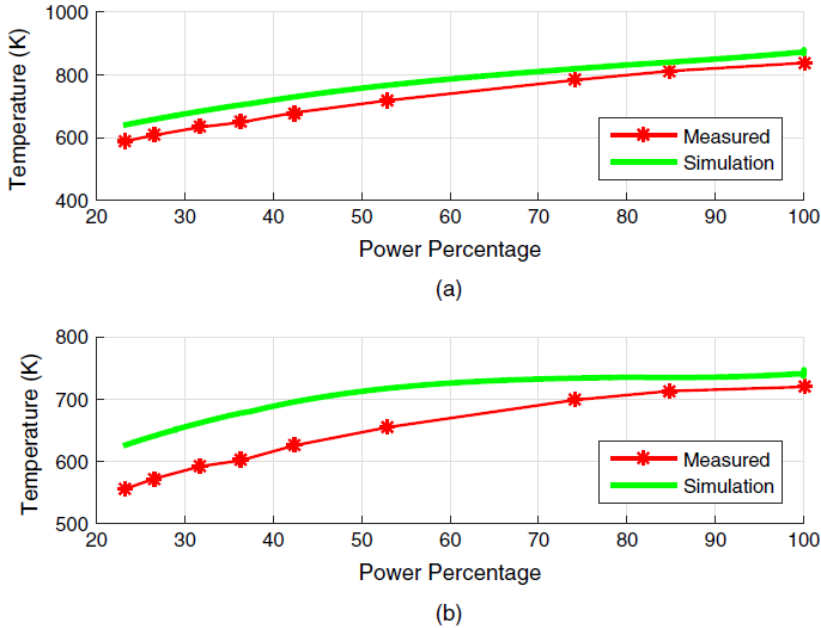 1000
800
600
400
Temperature (K)
Measured
Simulation
20 30 40 50 60 70 80 90 100
Power Percentage
(a)
800
700
600
500
Temperature (K)
Measured
Simulation
20 30 40 50 60 70 80 90 100
Power Percentage
(b)